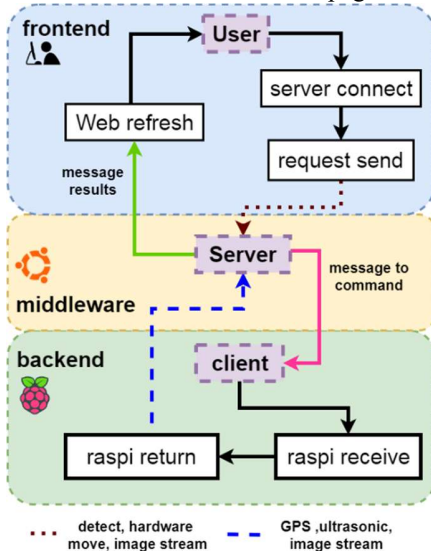 frontend
User
server connect
Web refresh
request send
message
results
Server
message to
command
middleware
backend
client
raspi return
raspi receive
detect, hardware
move, image stream
GPS ,ultrasonic,
image stream